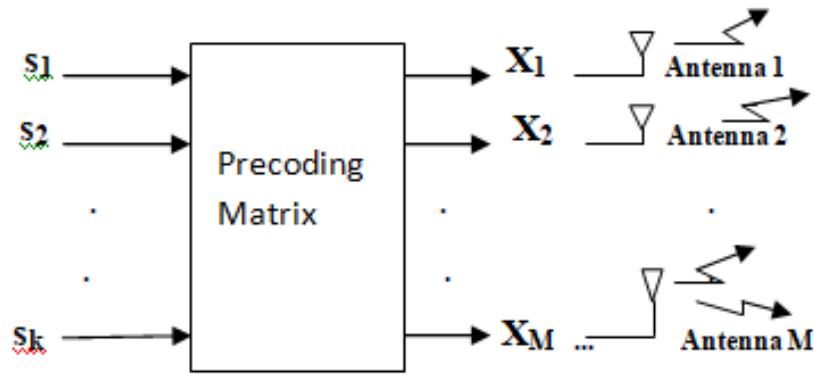 s1 X1 Antenna 1
s2 X2 Antenna 2
Precoding
Matrix
. . .
. . .
sk XM ... Antenna M